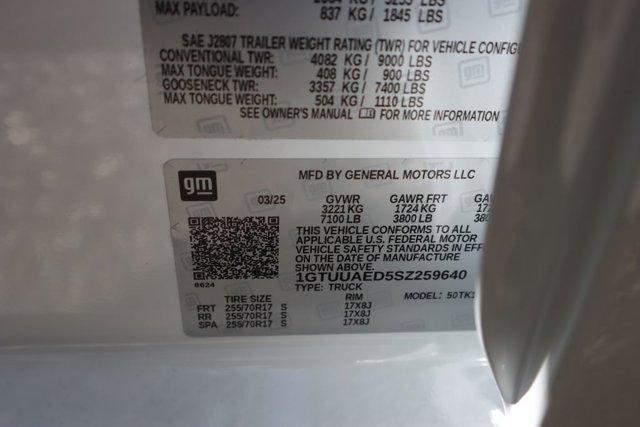 MAX PAYLOAD: 837 KG / 1845 LBS
SAE J2807 TRAILER WEIGHT RATING (TWR) FOR VEHICLE
CONVENTIONAL TWR: 4082 KG / 9000 LBS
MAX TONGUE WEIGHT: 408 KG / 900 LBS
GOOSENECK TWR: 3357 KG / 7400 LBS
MAX TONGUE WEIGHT: 504 KG / 1110 LBS
SEE OWNER'S MANUAL FOR MORE INFORMATION
gm
MFD BY GENERAL MOTORS LLC
03/25 GVWR GAWR FRT
3221 KG 1724 KG
7100 LB 3800 LB
THIS VEHICLE CONFORMS TO ALL
APPLICABLE U.S. FEDERAL MOTOR
VEHICLE SAFETY STANDARDS IN
ON THE DATE OF MANUFACTURE
SHOWN ABOVE.
1GTUUAED5SZ259640
8624
TYPE: TRUCK MODEL:
TIRE SIZE RIM
FRT 255/70R17 S 17X8J
RR 255/70R17 S 17X8J
SPA 255/70R17 S 17X8J